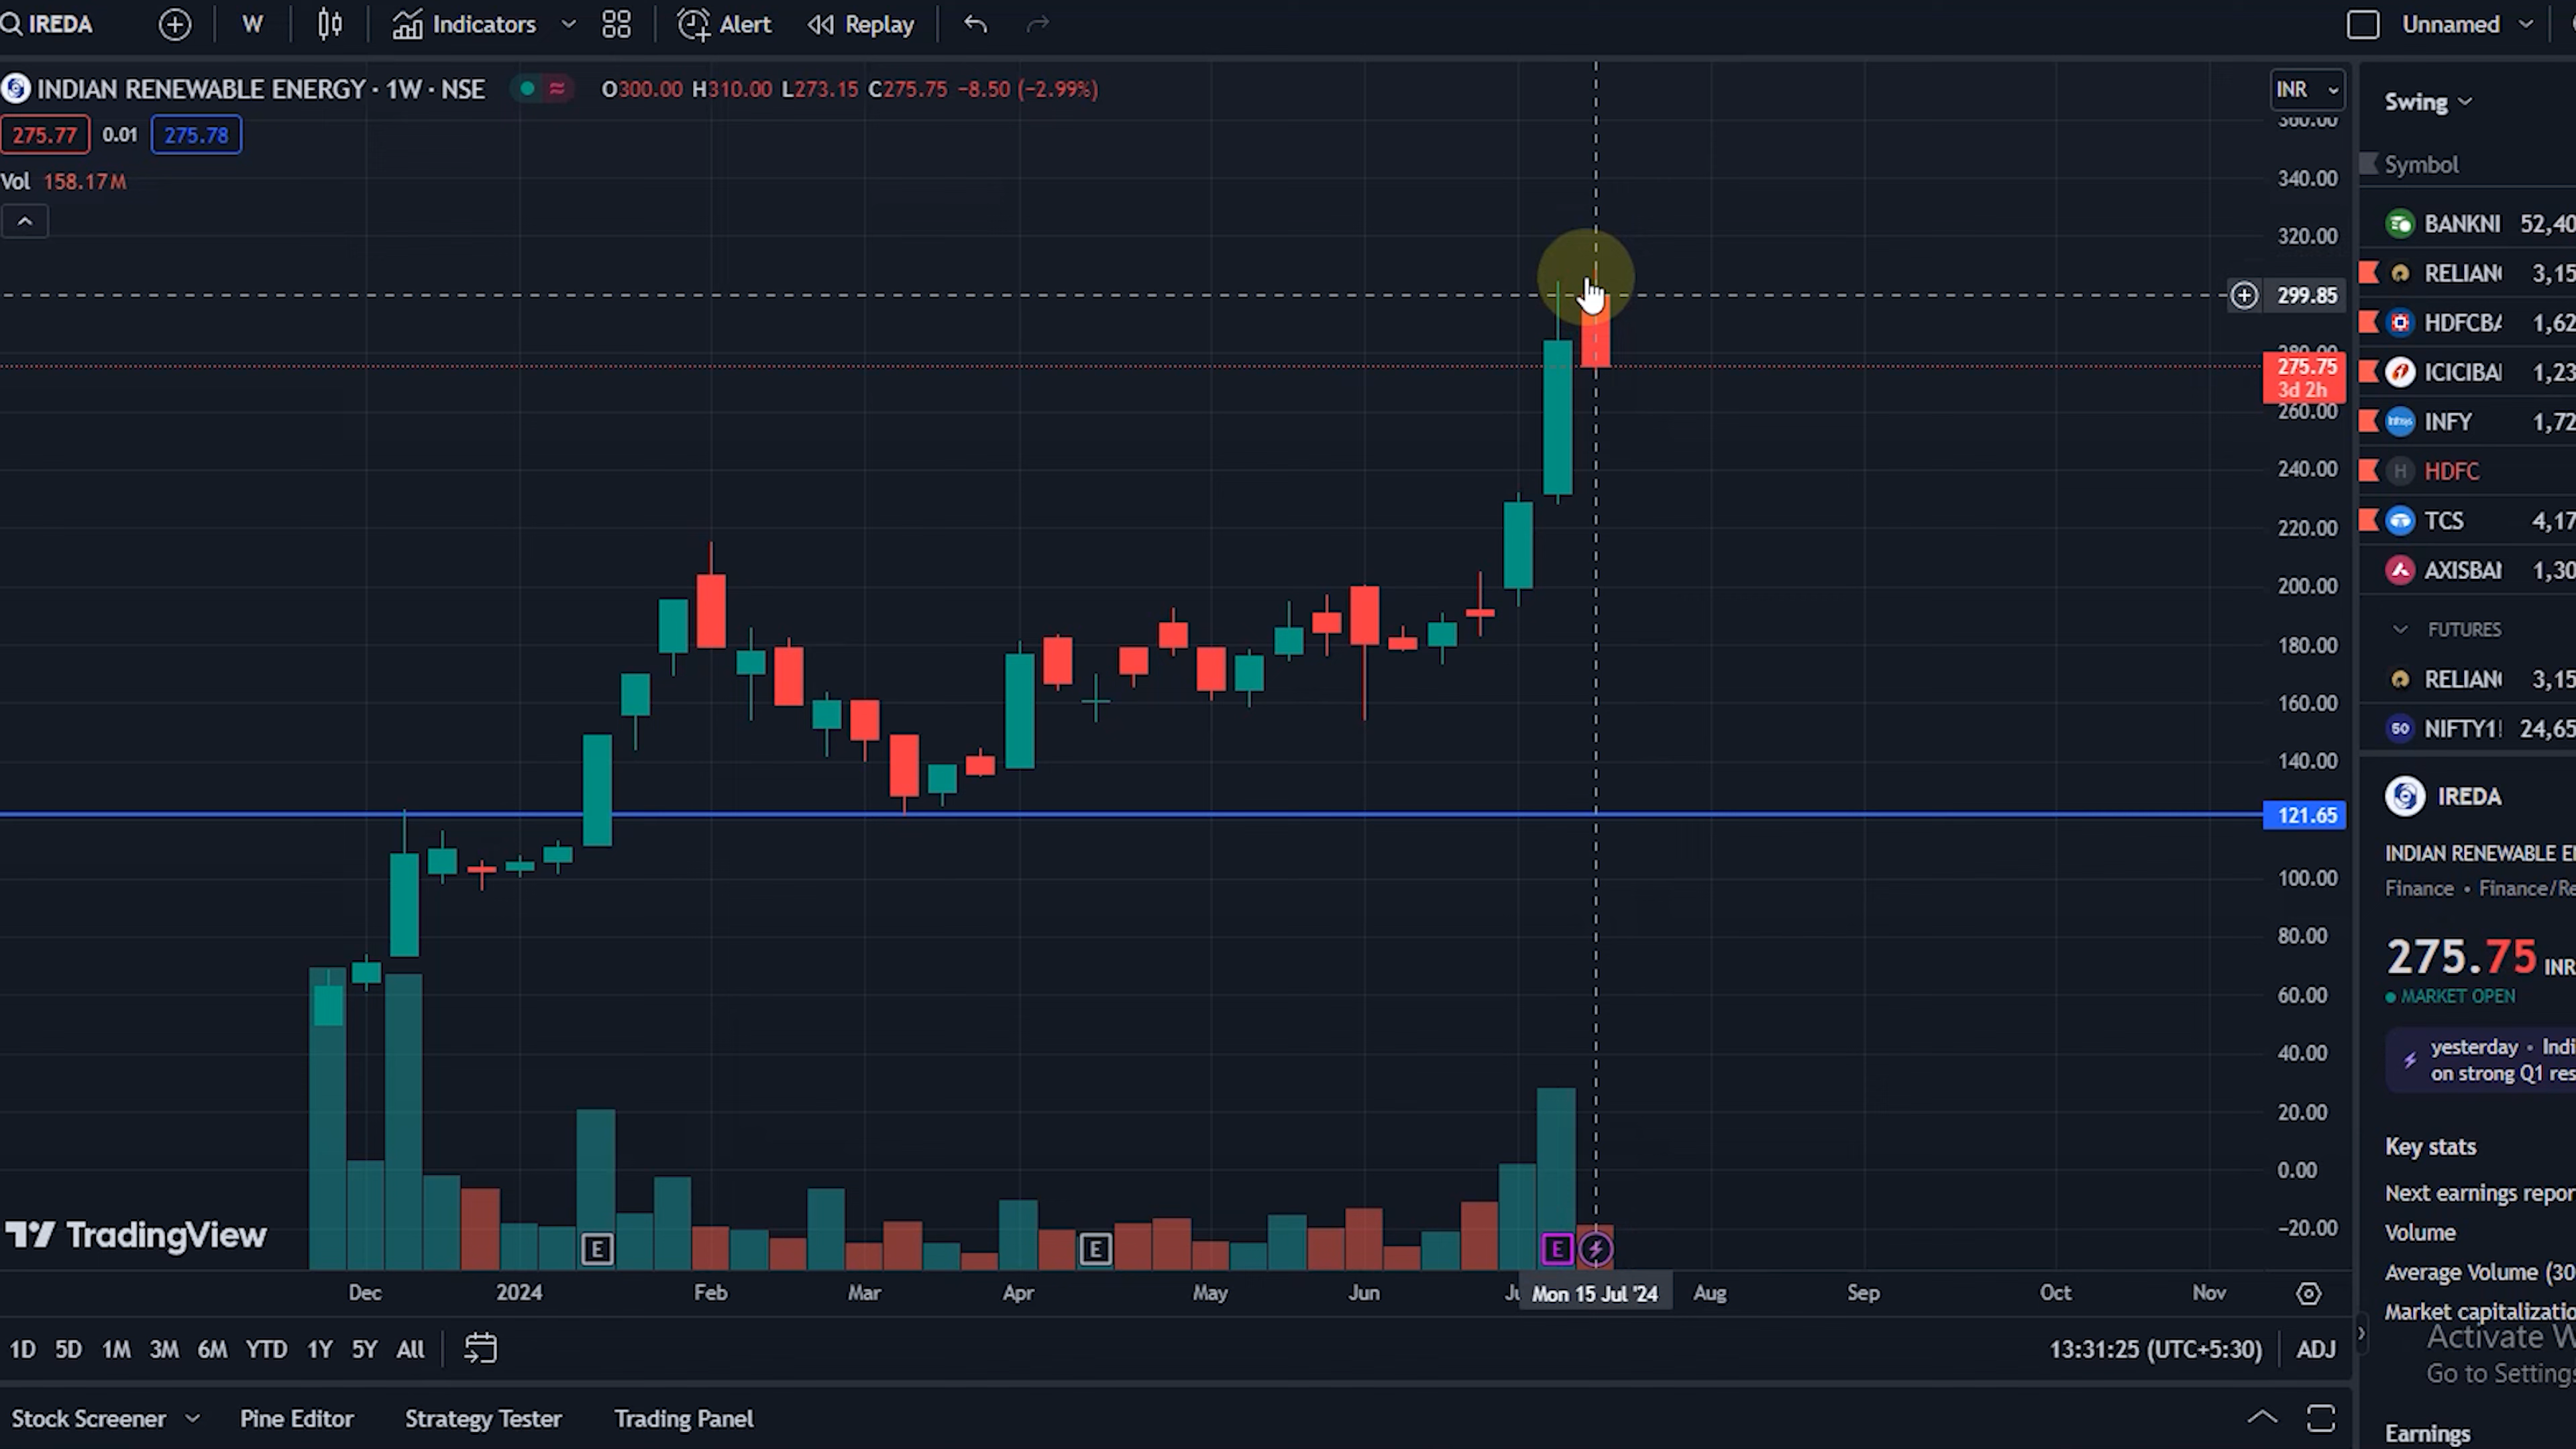 IREDA W Indicators Alert Replay Unnamed
INDIAN RENEWABLE ENERGY · 1W · NSE O300.00 H310.00 L273.15 C275.75 −8.50 (−2.99%)
275.77 0.01 275.78
Vol 158.17M
INR
360.00
340.00
320.00
299.85
280.00
275.75
3d 2h
260.00
240.00
220.00
200.00
180.00
160.00
140.00
121.65
100.00
80.00
60.00
40.00
20.00
0.00
−20.00
E E E
TradingView
Dec 2024 Feb Mar Apr May Jun Mon 15 Jul '24 Aug Sep Oct Nov
1D 5D 1M 3M 6M YTD 1Y 5Y All 13:31:25 (UTC+5:30) ADJ
Stock Screener Pine Editor Strategy Tester Trading Panel
Swing
Symbol
BANKNI 52,40
RELIAN 3,15
HDFCBA 1,62
ICICIBA 1,23
INFY 1,72
H HDFC
TCS 4,17
AXISBA 1,30
FUTURES
RELIAN 3,15
50 NIFTY1! 24,65
IREDA
INDIAN RENEWABLE E
Finance • Finance/Re
275.75 INR
MARKET OPEN
yesterday • Indi
on strong Q1 res
Key stats
Next earnings repor
Volume
Average Volume (30
Market capitalizatio
Activate W
Go to Settings
Earnings